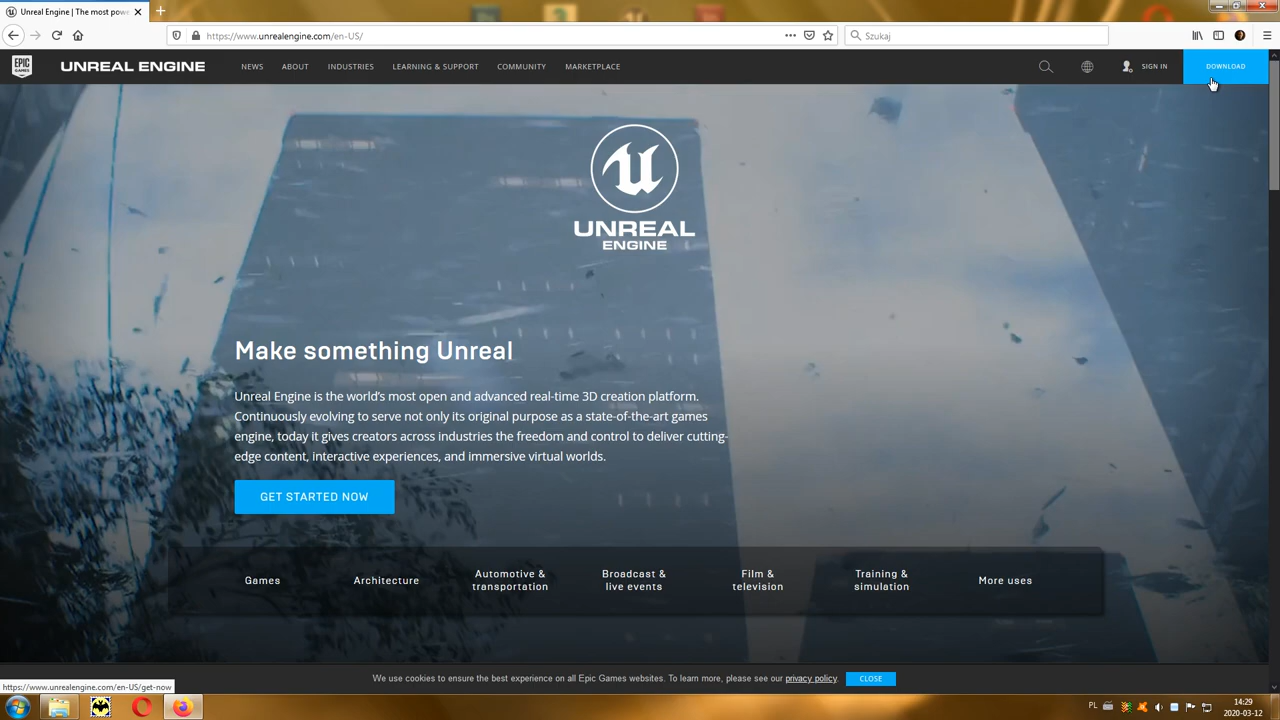 Unreal Engine | The most pow
https://www.unrealengine.com/en-US/
Szukaj
EPIC GAMES
UNREAL ENGINE
NEWS
ABOUT
INDUSTRIES
LEARNING & SUPPORT
COMMUNITY
MARKETPLACE
SIGN IN
DOWNLOAD
UNREAL
ENGINE
Make something Unreal
Unreal Engine is the world's most open and advanced real-time 3D creation platform.
Continuously evolving to serve not only its original purpose as a state-of-the-art games
engine, today it gives creators across industries the freedom and control to deliver cutting-
edge content, interactive experiences, and immersive virtual worlds.
GET STARTED NOW
Games
Architecture
Automotive &
transportation
Broadcast &
live events
Film &
television
Training &
simulation
More uses
We use cookies to ensure the best experience on all Epic Games websites. To learn more, please see our privacy policy.
CLOSE
https://www.unrealengine.com/en-US/get-now
PL
14:29
2020-03-12